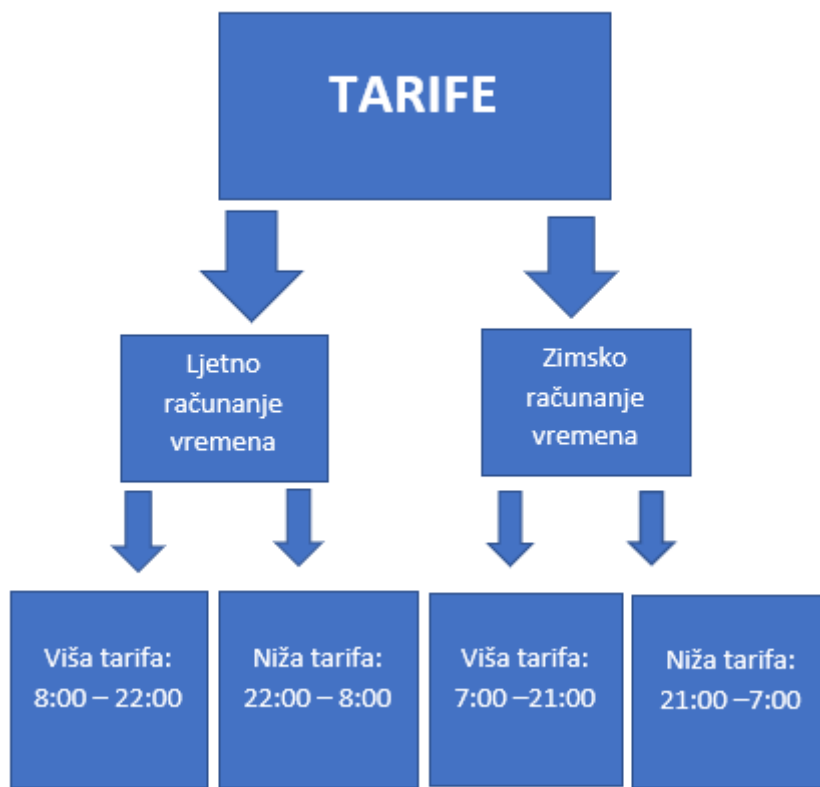 TARIFE
Ljetno
računanje
vremena
Zimsko
računanje
vremena
Viša tarifa:
8:00 – 22:00
Niža tarifa:
22:00 – 8:00
Viša tarifa:
7:00 –21:00
Niža tarifa:
21:00 –7:00